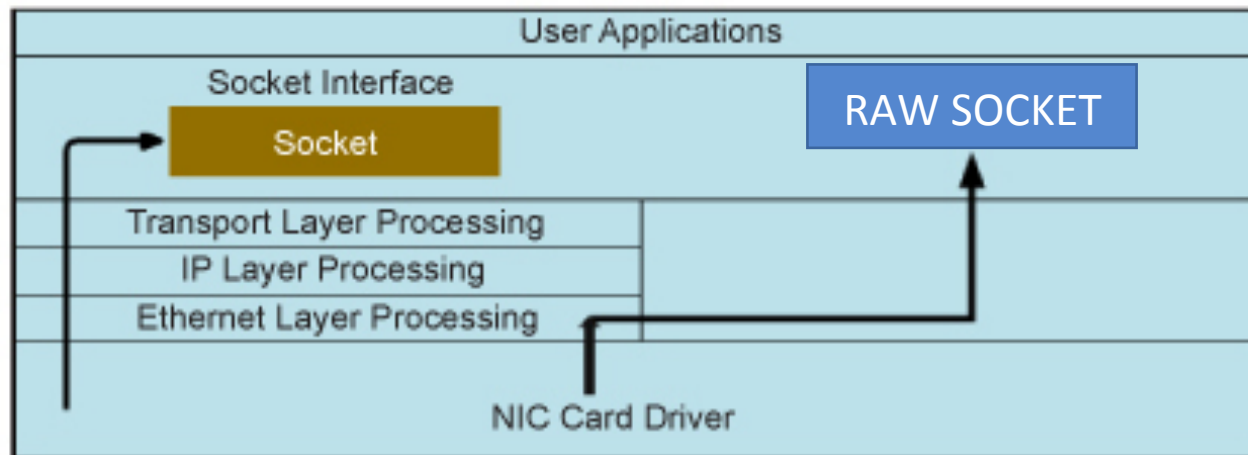 User Applications
Socket Interface
RAW SOCKET
Socket
Transport Layer Processing
IP Layer Processing
Ethernet Layer Processing
NIC Card Driver